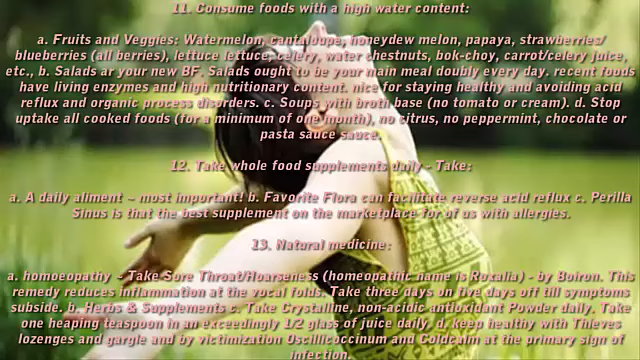 11. Consume foods with a high water content:
a. Fruits and Veggies: Watermelon, cantaloupe, honeydew melon, papaya, strawberries/
blueberries (all berries), lettuce lettuce, celery, water chestnuts, bok-choy, carrot/celery juice,
etc., b. Salads ar your new BF. Salads ought to be your main meal doubly every day. recent foods
have living enzymes and high nutritionary content. nice for staying healthy and avoiding acid
reflux and organic process disorders. c. Soups with broth base (no tomato or cream). d. Stop
uptake all cooked foods (for a minimum of one month), no citrus, no peppermint, chocolate or
pasta sauce sauce.
12. Take whole food supplements daily - Take:
a. A daily aliment ~ most important! b. Favorite Flora can facilitate reverse acid reflux c. Perilla
Sinus is that the best supplement on the marketplace for of us with allergies.
13. Natural medicine:
a. homoeopathy ~ Take Sore Throat/Hoarseness (homeopathic name is Roxalia) - by Boiron. This
remedy reduces inflammation at the vocal folds. Take three days on five days off till symptoms
subside. b. Herbs & Supplements c. Take Crystalline, non-acidic antioxidant Powder daily. Take
one heaping teaspoon in an exceedingly 1/2 glass of juice daily. d. keep healthy with Thieves
lozenges and gargle and by victimization Oscillicoccinum and Coldcalm at the primary sign of
infection.